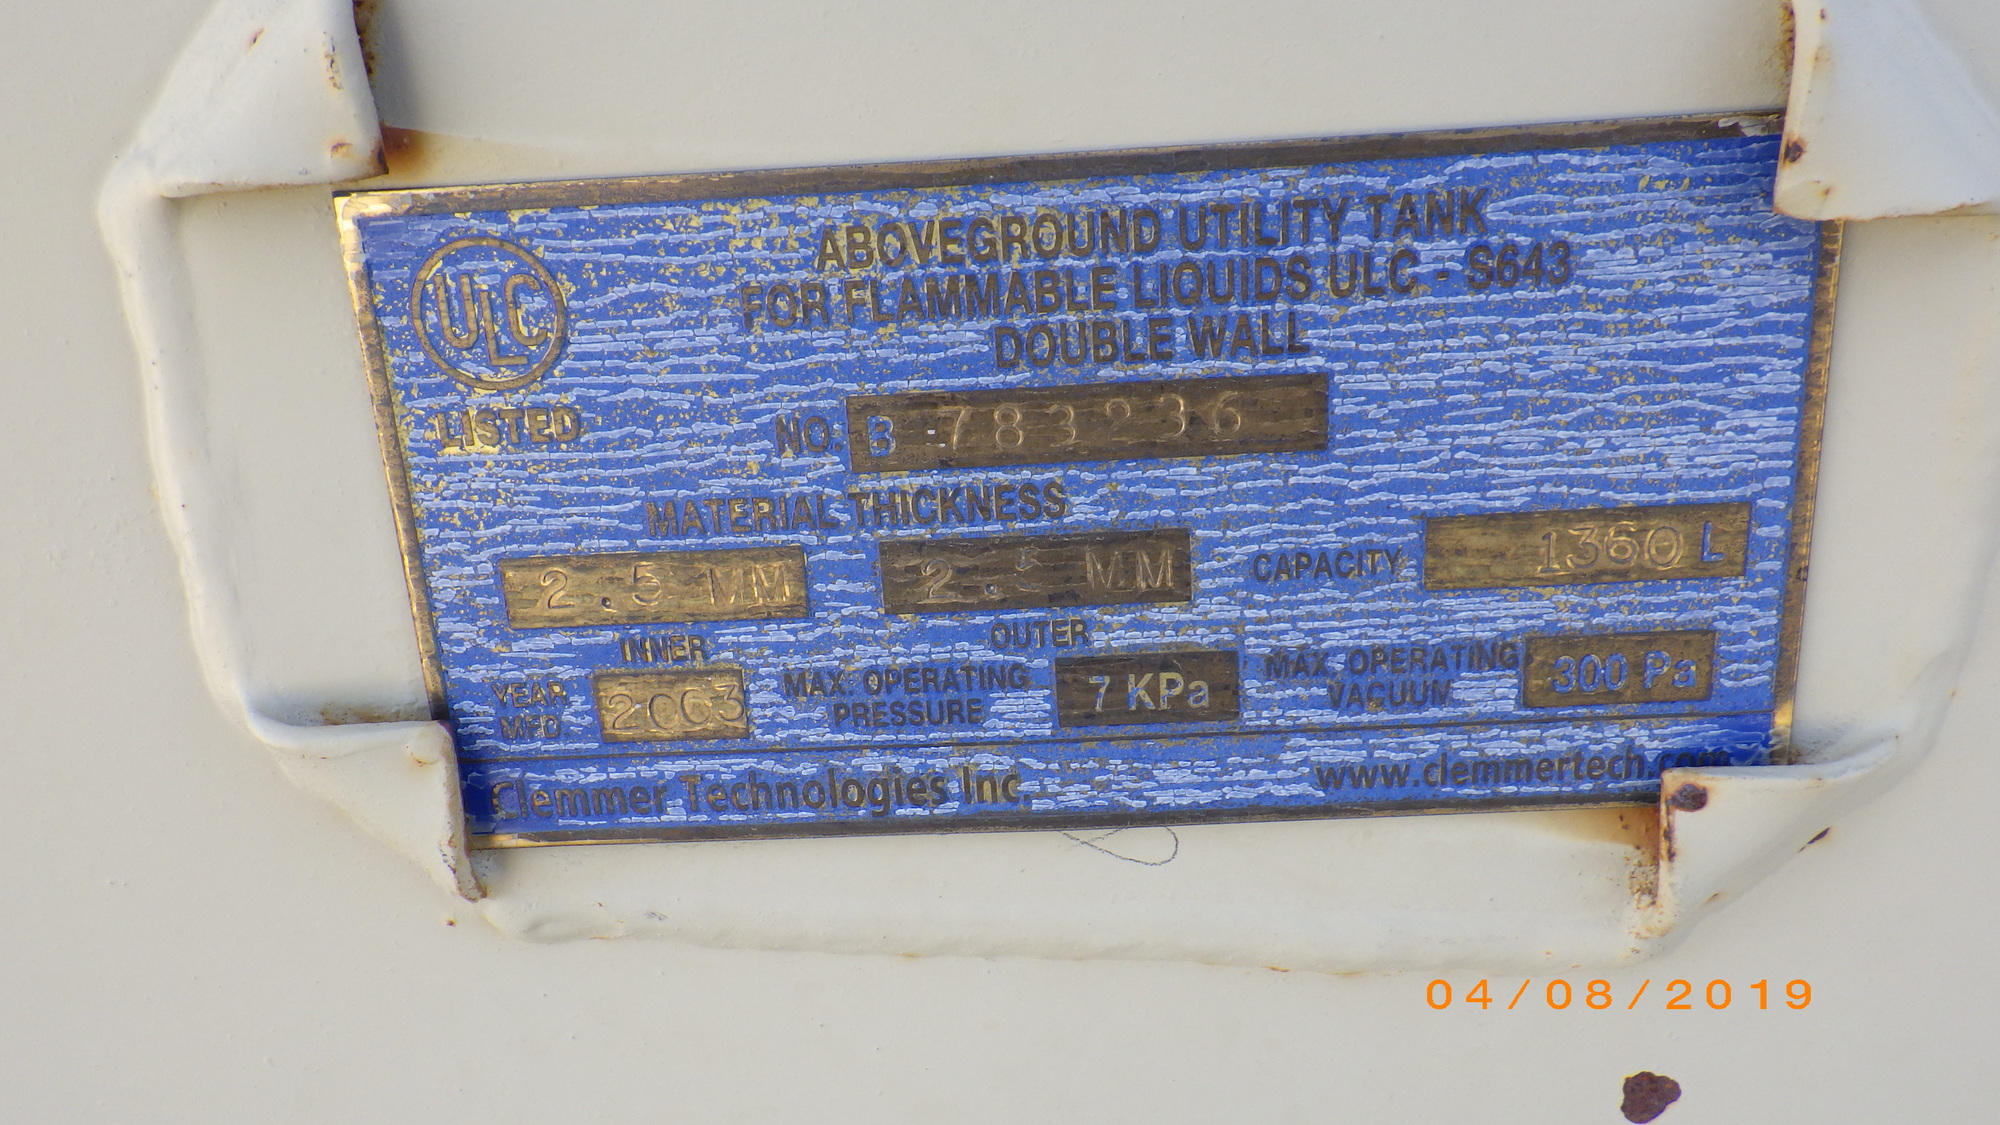 ULC
LISTED
ABOVEGROUND UTILITY TANK
FOR FLAMMABLE LIQUIDS ULC - S643
DOUBLE WALL
NO. B 783236
MATERIAL THICKNESS
2.5 MM
INNER
2.5 MM
OUTER
CAPACITY 1360 L
YEAR
MFD
2003
MAX. OPERATING
PRESSURE
7 KPa
MAX. OPERATING
VACUUM
300 Pa
Clemmer Technologies Inc.
www.clemmertech.com
04/08/2019